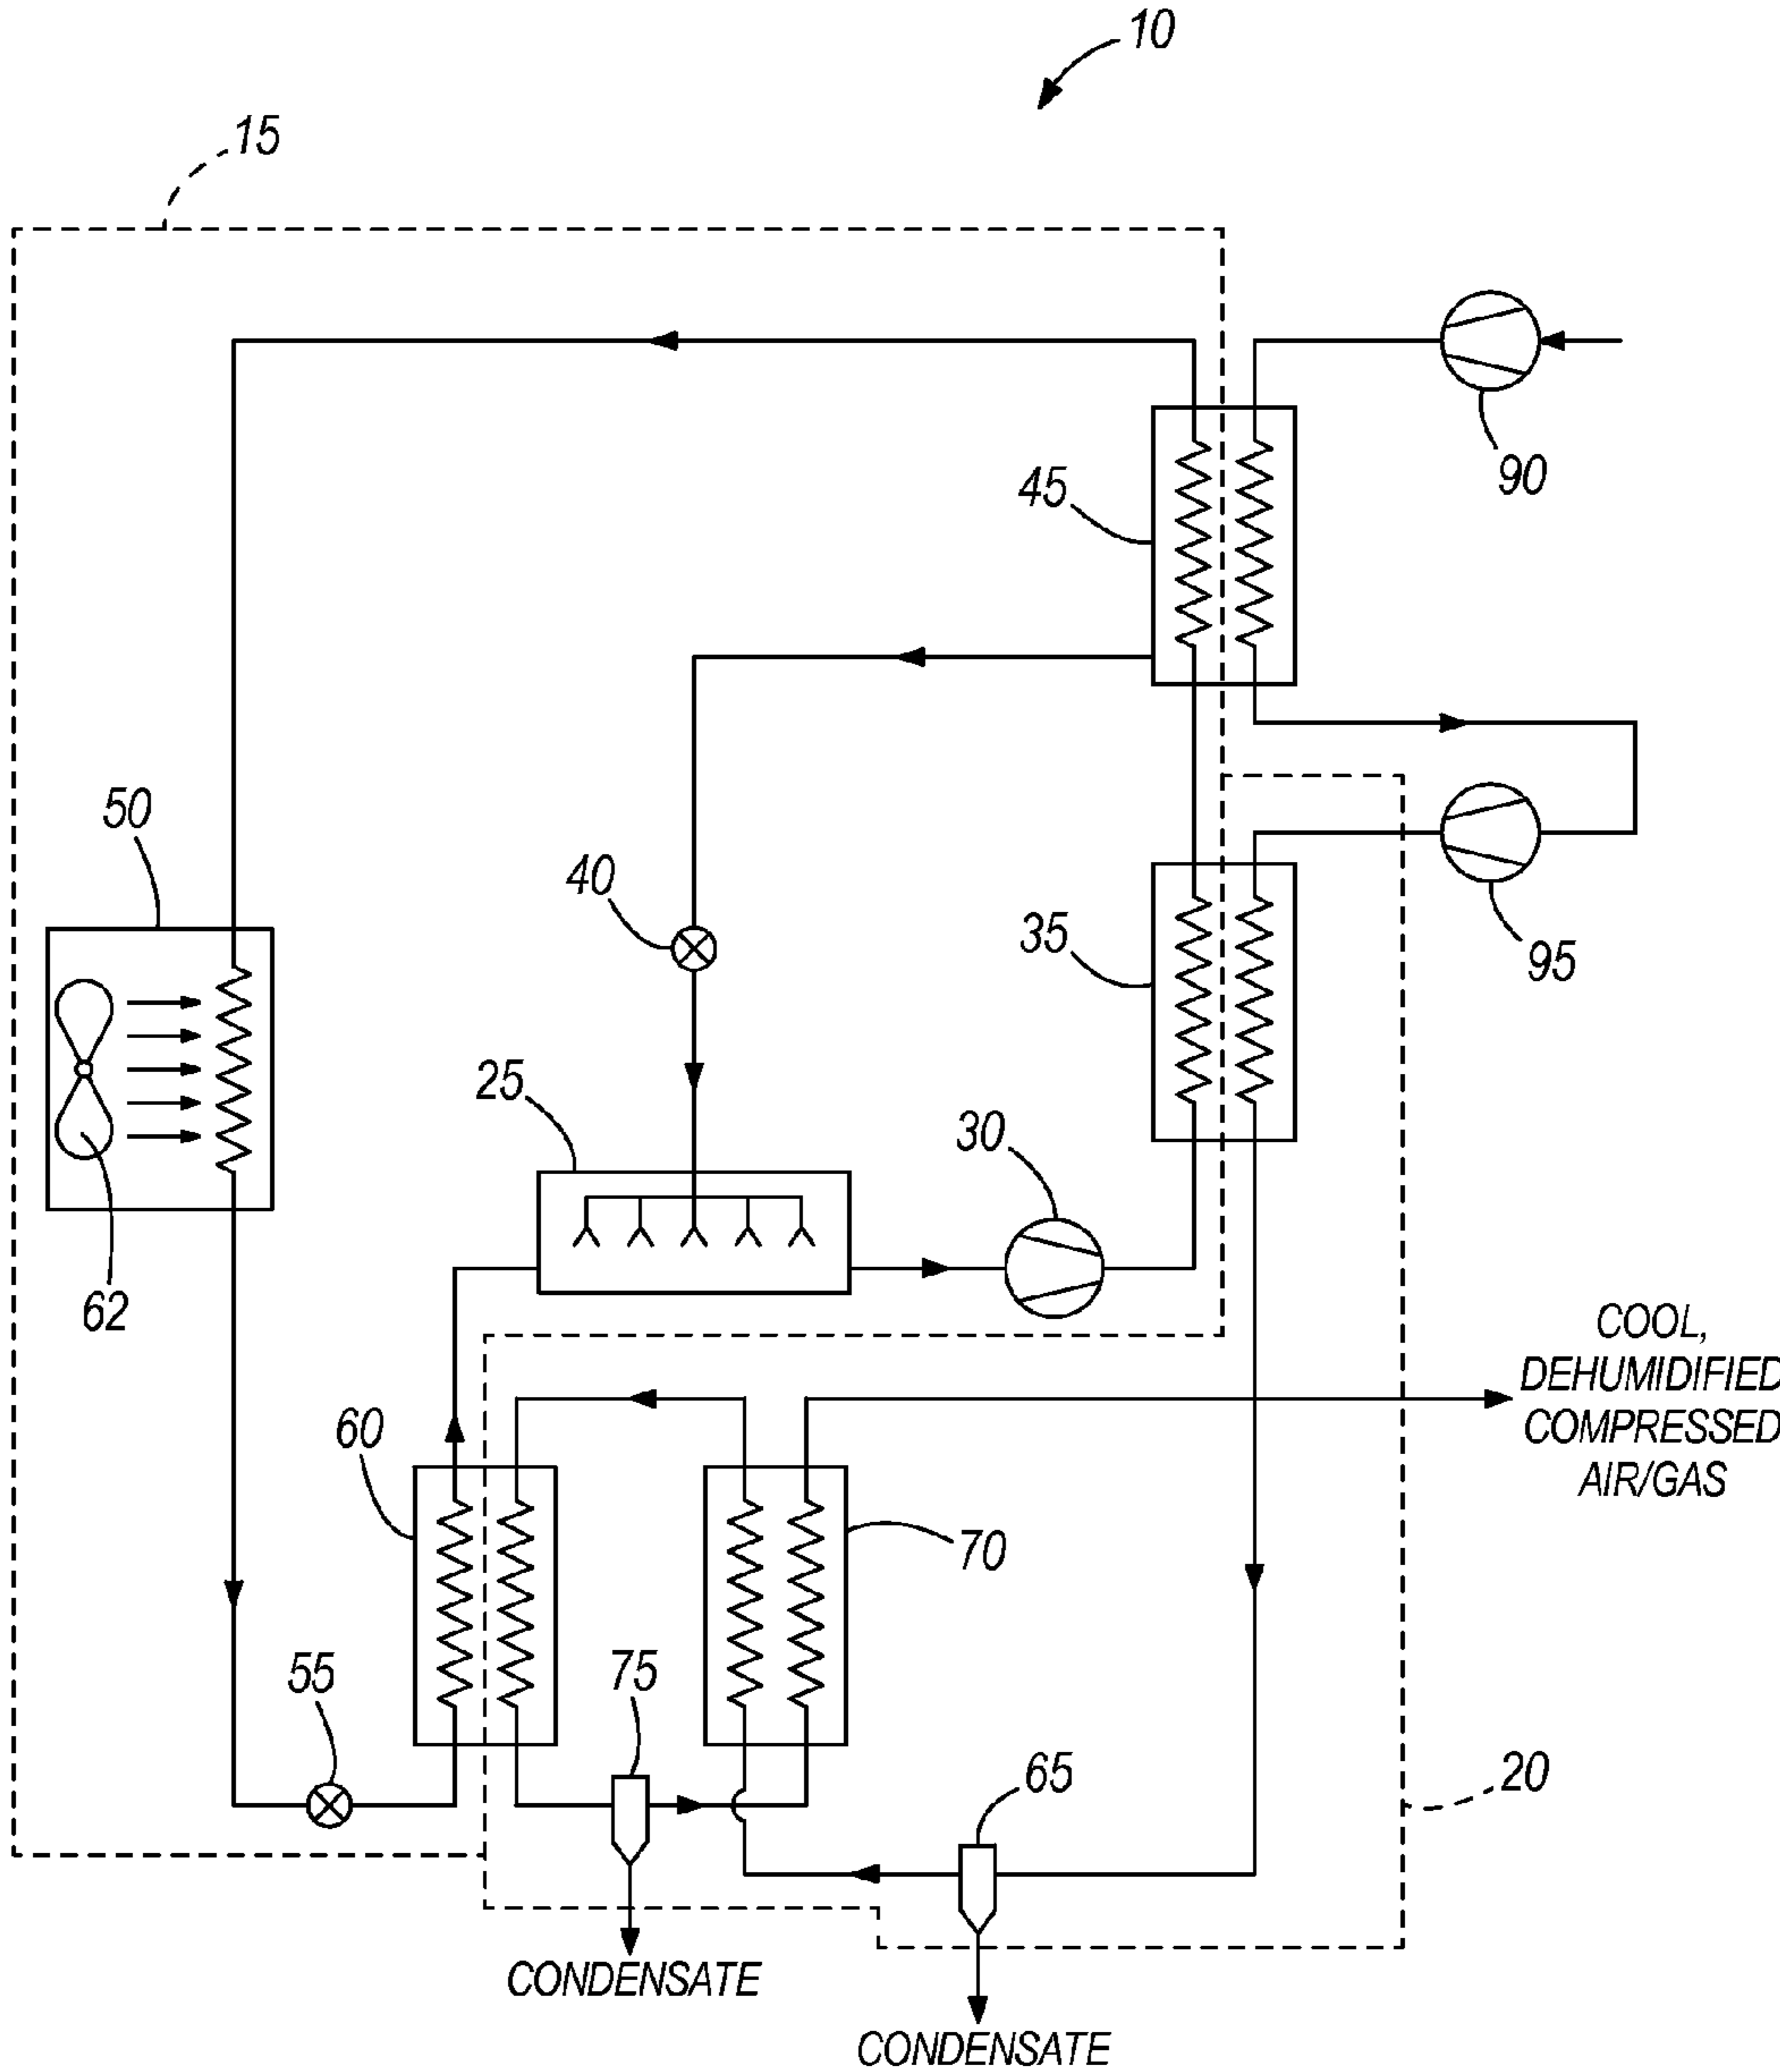 10
15
90
45
50
40
35
95
25
30
62
COOL,
DEHUMIDIFIED
COMPRESSED
AIR/GAS
60
70
55
75
65
20
CONDENSATE
CONDENSATE